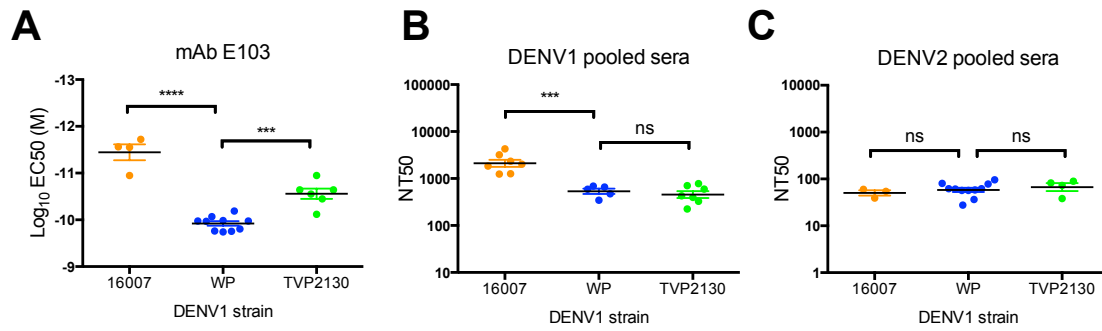 A
mAb E103
Log10 EC50 (M)
-13
-12
-11
-10
-9
****
***
16007
WP
TVP2130
DENV1 strain
B
DENV1 pooled sera
NT50
100000
10000
1000
100
10
***
ns
16007
WP
TVP2130
DENV1 strain
C
DENV2 pooled sera
NT50
10000
1000
100
10
1
ns
ns
16007
WP
TVP2130
DENV1 strain